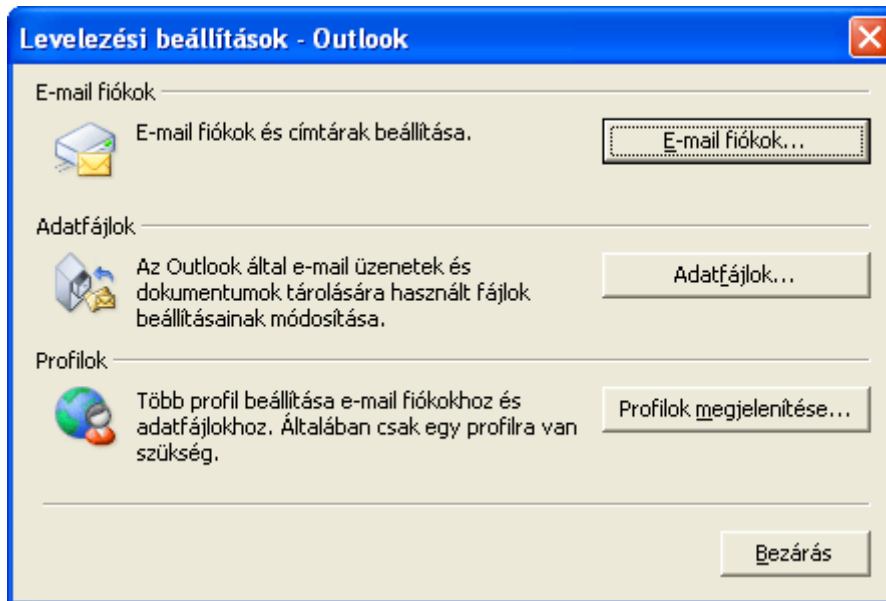 Levelezési beállítások - Outlook
E-mail fiókok
E-mail fiókok és címtárak beállítása.
E-mail fiókok...
Adatfájlok
Az Outlook által e-mail üzenetek és
dokumentumok tárolására használt fájlok
beállításainak módosítása.
Adatfájlok...
Profilok
Több profil beállítása e-mail fiókokhoz és
adatfájlokhoz. Általában csak egy profilra van
szükség.
Profilok megjelenítése...
Bezárás